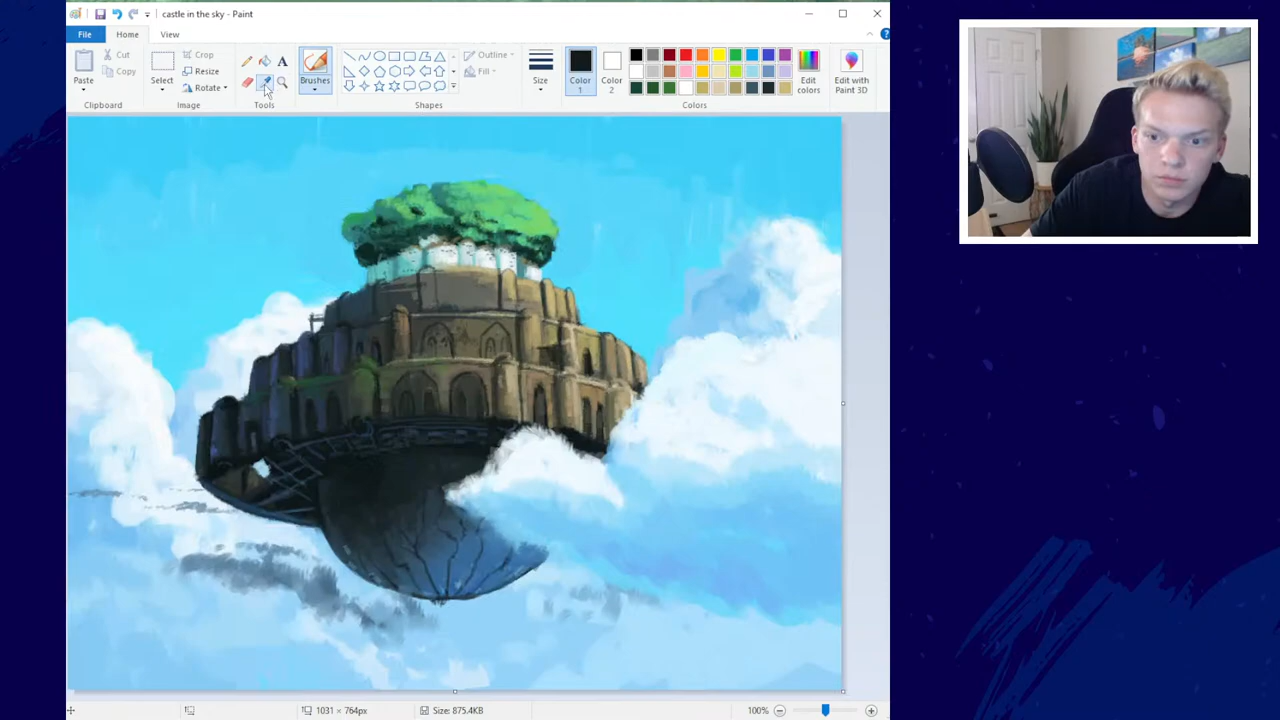 castle in the sky - Paint
File
Home
View
Paste
Cut
Copy
Clipboard
Select
Crop
Resize
Rotate
Image
A
Tools
Brushes
Outline
Fill
Shapes
Size
Color
1
Color
2
Edit
colors
Edit with
Paint 3D
Colors
1031 × 764px
Size: 875.4KB
100%